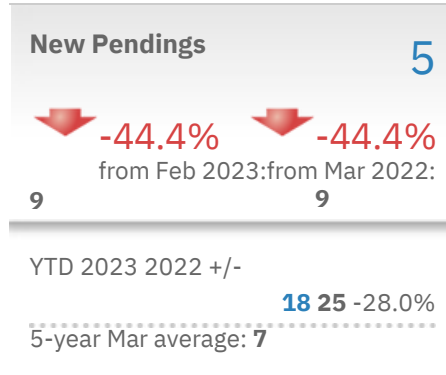 New Pendings 5
-44.4% -44.4%
from Feb 2023:from Mar 2022:
9 9
YTD 2023 2022 +/-
18 25 -28.0%
5-year Mar average: 7